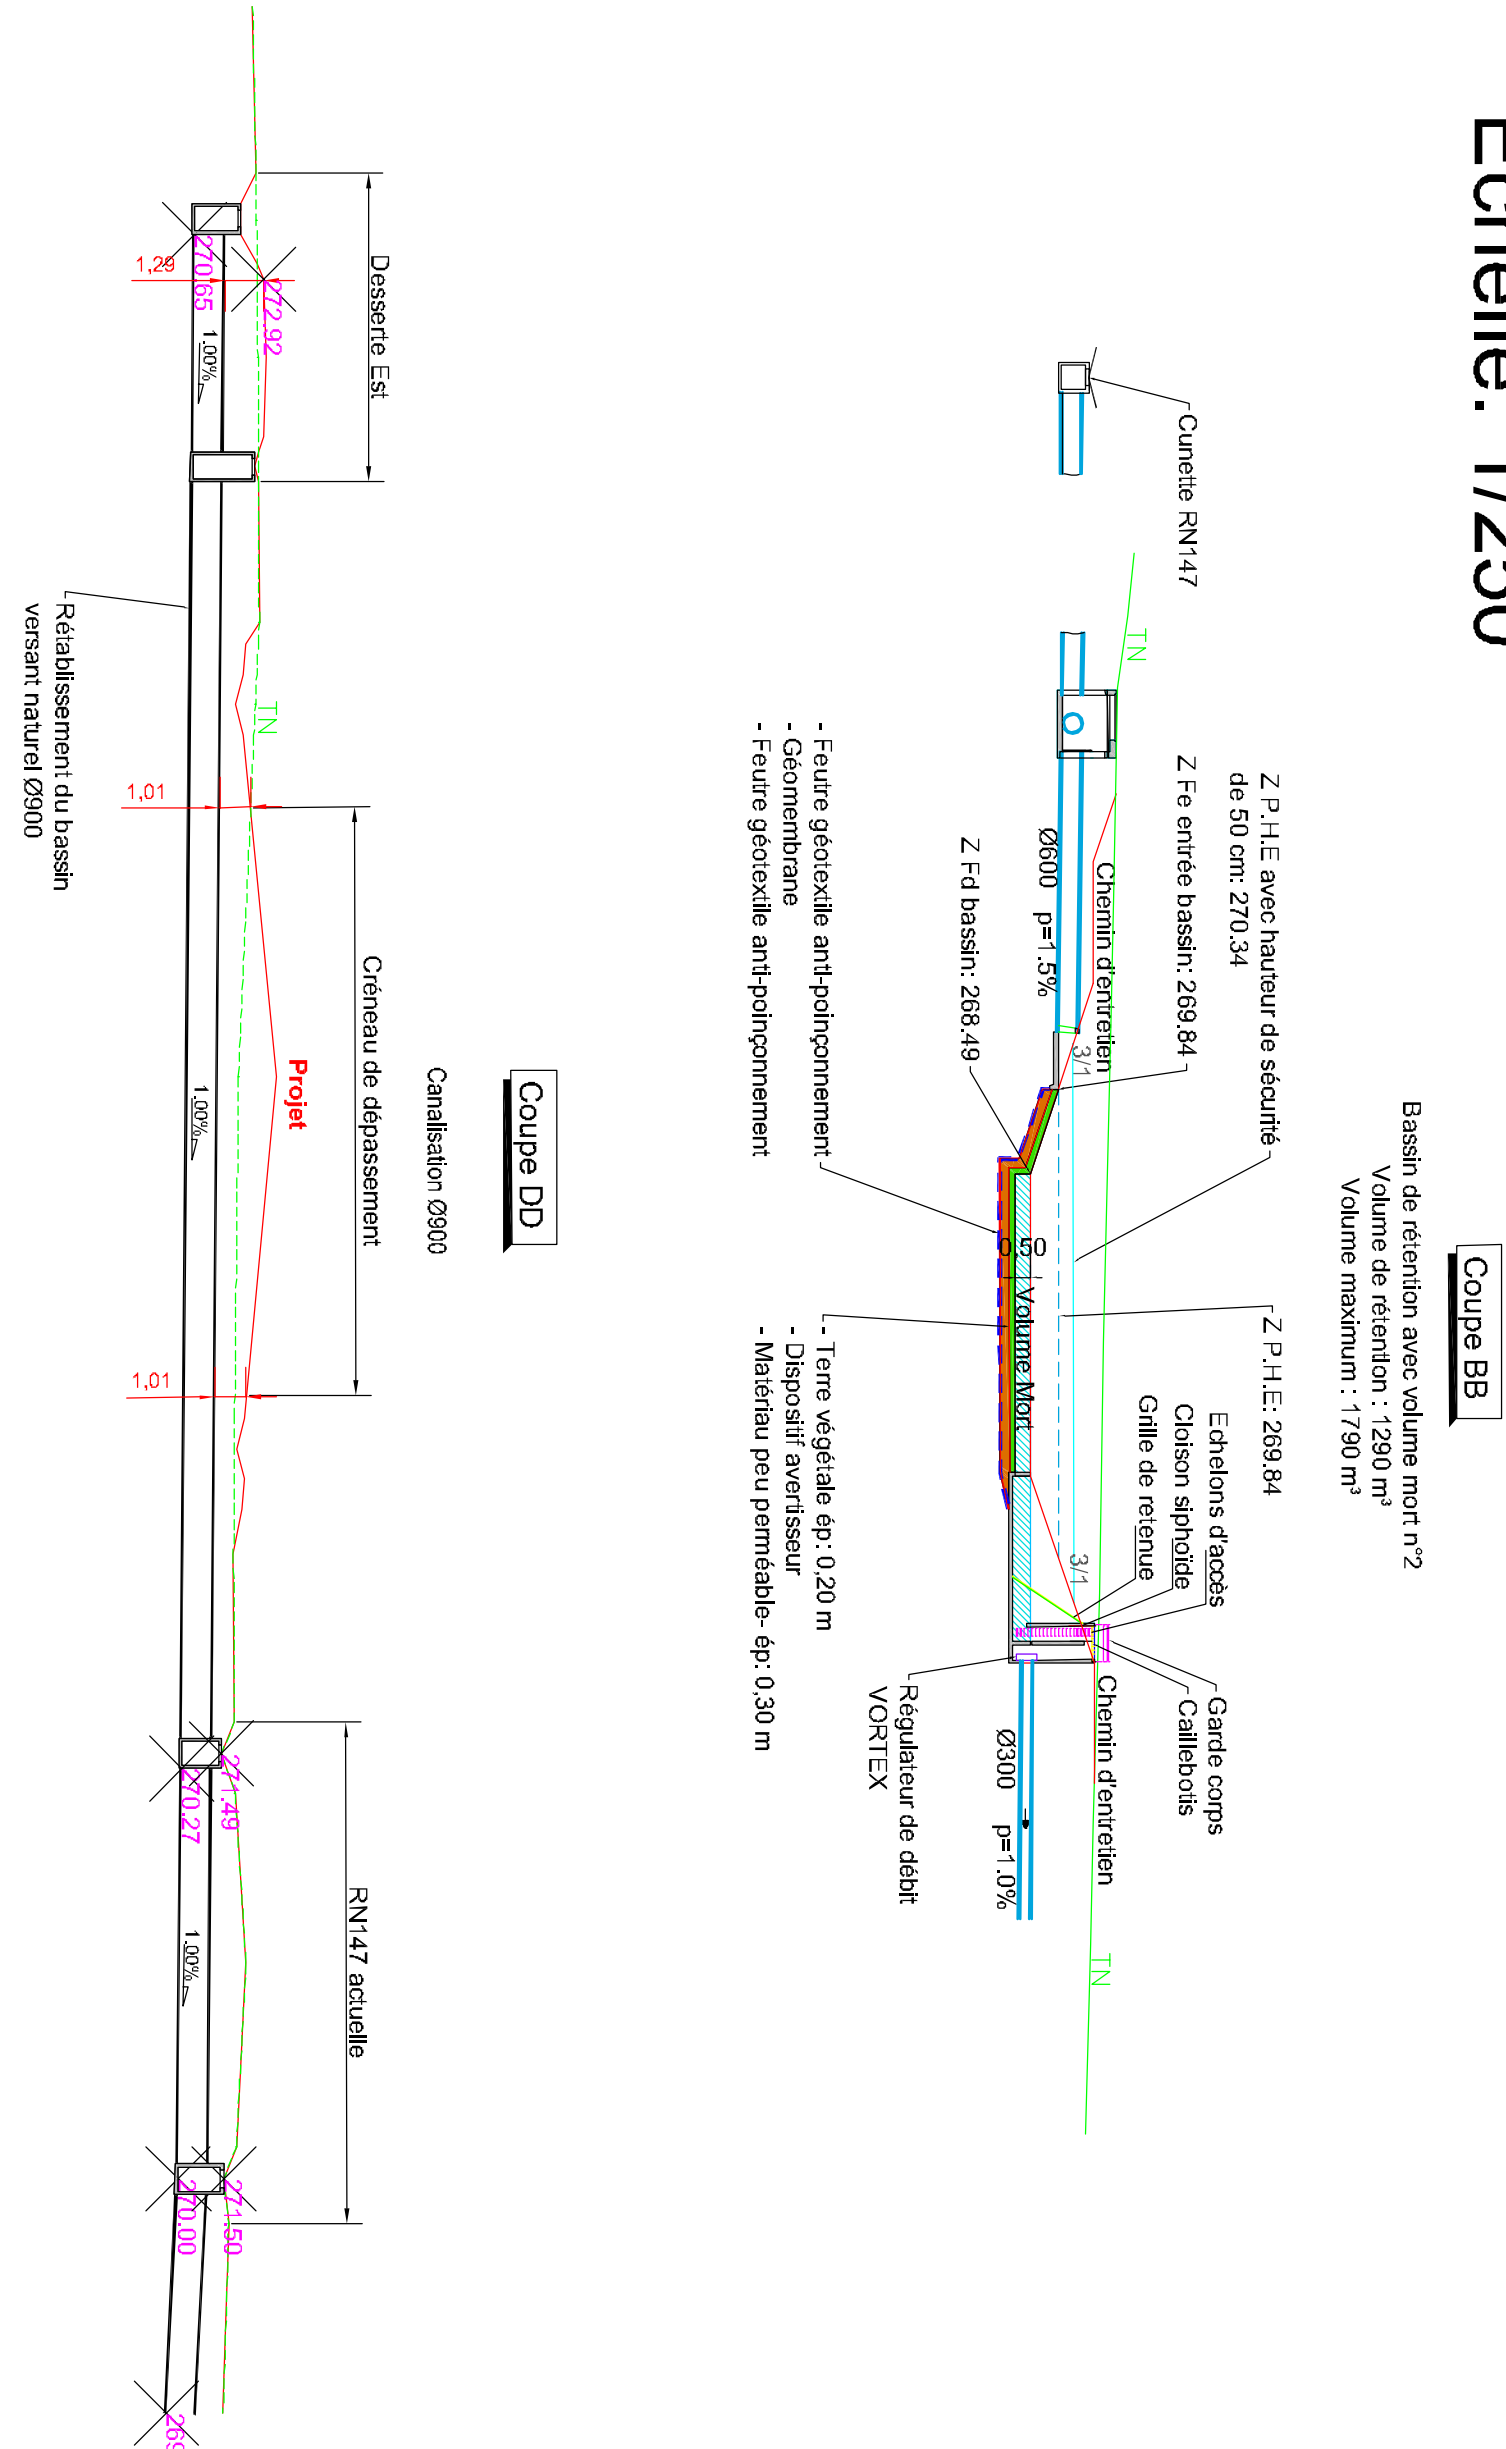 Echelle: 1/250
Coupe BB
Bassin de rétention avec volume mort n°2
Volume de rétention : 1290 m³
Volume maximum : 1790 m³
Z P.H.E avec hauteur de sécurité
de 50 cm: 270.34
Z P.H.E: 269.84
Cunette RN147
Z Fe entrée bassin: 269.84
Echelons d'accès
Cloison siphoïde
Grille de retenue
Garde corps
Caillebotis
TN
Chemin d'entretien
3/1
3/1
Chemin d'entretien
TN
Ø600 p=1.5%
0,50
Volume Mort
Ø300 p=1.0%
Z Fd bassin: 268.49
Régulateur de débit
VORTEX
- Feutre géotextile anti-poinçonnement
- Géomembrane
- Feutre géotextile anti-poinçonnement
- Terre végétale ép: 0,20 m
- Dispositif avertisseur
- Matériau peu perméable- ép: 0,30 m
Coupe DD
Canalisation Ø900
Desserte Est
Créneau de dépassement
RN147 actuelle
Projet
272.92
TN
271.49
271.50
270.65
1.00%
1.00%
270.27
1.00%
270.00
269
1,29
1,01
1,01
Rétablissement du bassin
versant naturel Ø900